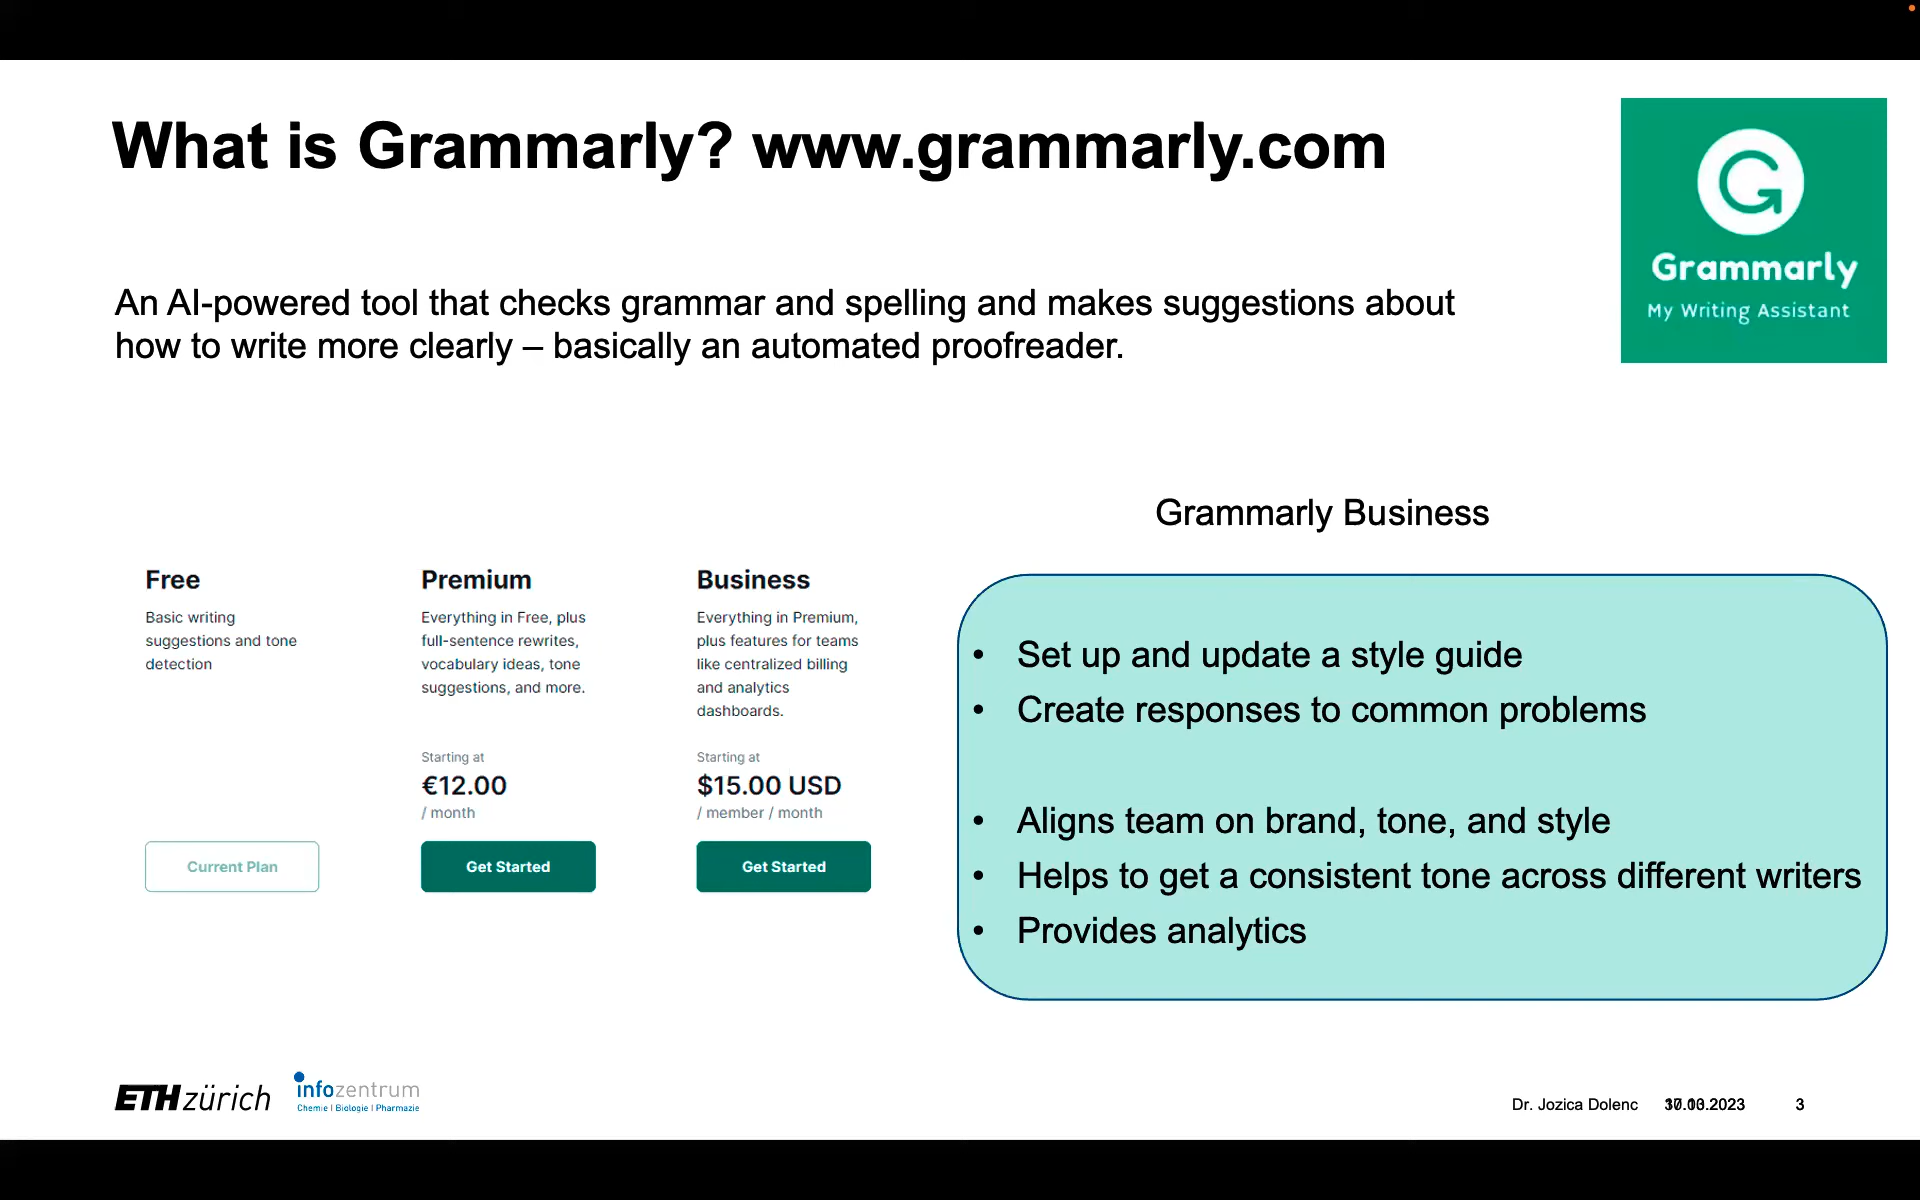 What is Grammarly? www.grammarly.com
Grammarly
My Writing Assistant
An AI-powered tool that checks grammar and spelling and makes suggestions about
how to write more clearly – basically an automated proofreader.
Grammarly Business
Free
Basic writing
suggestions and tone
detection
Current Plan
Premium
Everything in Free, plus
full-sentence rewrites,
vocabulary ideas, tone
suggestions, and more.
Starting at
€12.00
/ month
Get Started
Business
Everything in Premium,
plus features for teams
like centralized billing
and analytics
dashboards.
Starting at
$15.00 USD
/ member / month
Get Started
• Set up and update a style guide
• Create responses to common problems
• Aligns team on brand, tone, and style
• Helps to get a consistent tone across different writers
• Provides analytics
ETH zürich
infozentrum
Chemie | Biologie | Pharmazie
Dr. Jozica Dolenc
3